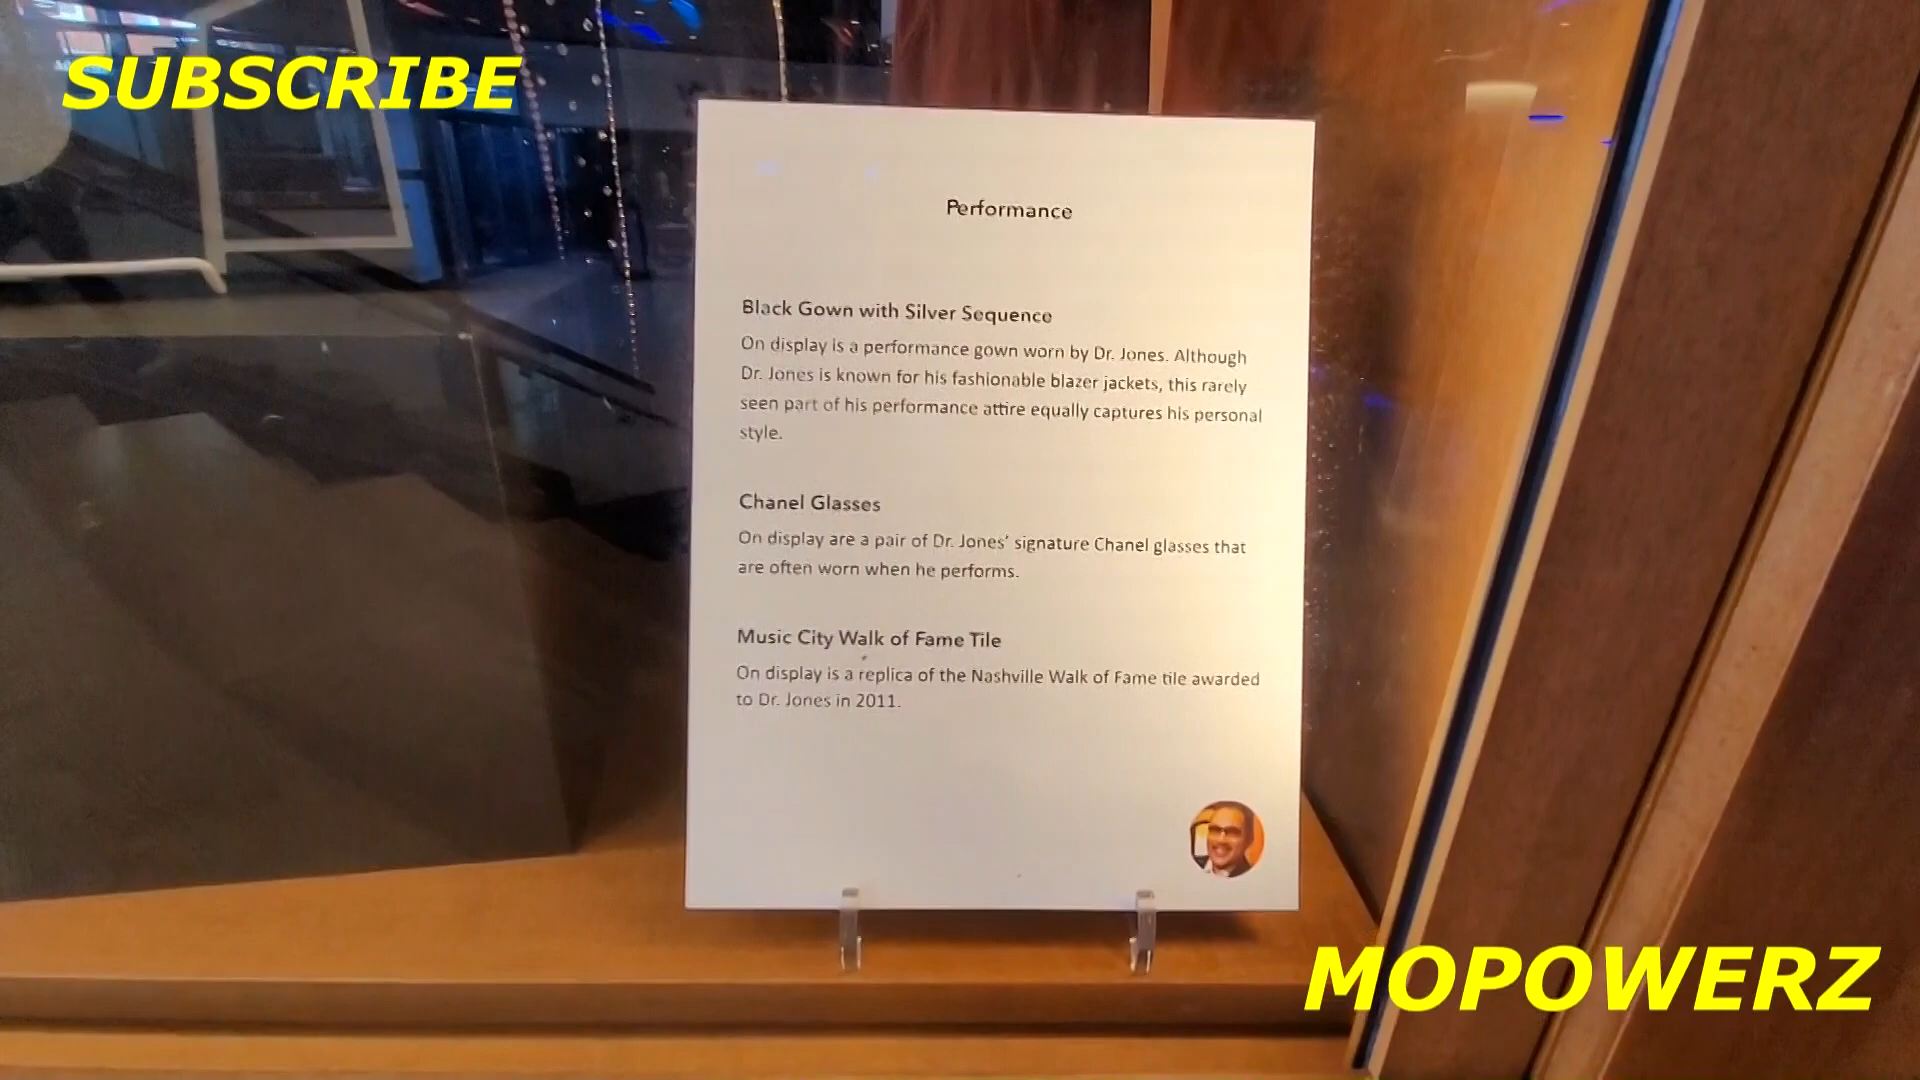 SUBSCRIBE
Performance
Black Gown with Silver Sequence
On display is a performance gown worn by Dr. Jones. Although
Dr. Jones is known for his fashionable blazer jackets, this rarely
seen part of his performance attire equally captures his personal
style.
Chanel Glasses
On display are a pair of Dr. Jones’ signature Chanel glasses that
are often worn when he performs.
Music City Walk of Fame Tile
On display is a replica of the Nashville Walk of Fame tile awarded
to Dr. Jones in 2011.
MOPOWERZ